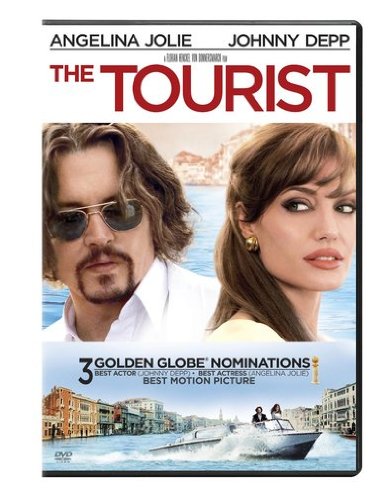 ANGELINA JOLIE JOHNNY DEPP
A FLORIAN HENCKEL VON DONNERSMARCK FILM
THE TOURIST
3 GOLDEN GLOBE® NOMINATIONS
BEST ACTOR (JOHNNY DEPP) • BEST ACTRESS (ANGELINA JOLIE)
BEST MOTION PICTURE
DVD